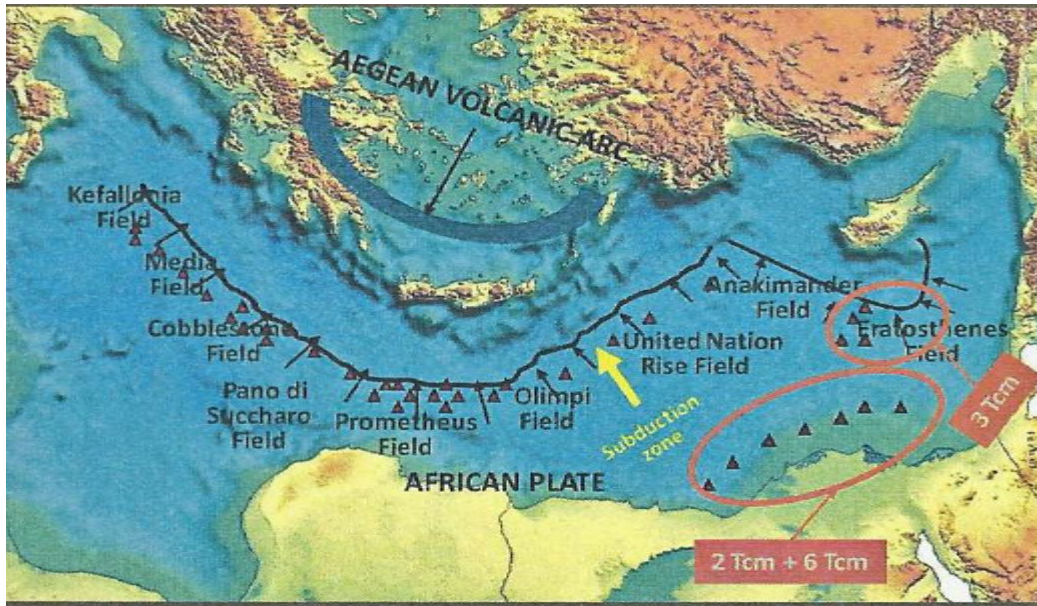 AEGEAN VOLCANIC ARC
Kefallonia
Field
Media
Field
Cobblestone
Field
Pano di
Succharo
Field
Prometheus
Field
Olimpi
Field
United Nation
Rise Field
Anakimander
Field
Eratosthenes
Field
Subduction
zone
AFRICAN PLATE
3 Tcm
2 Tcm + 6 Tcm